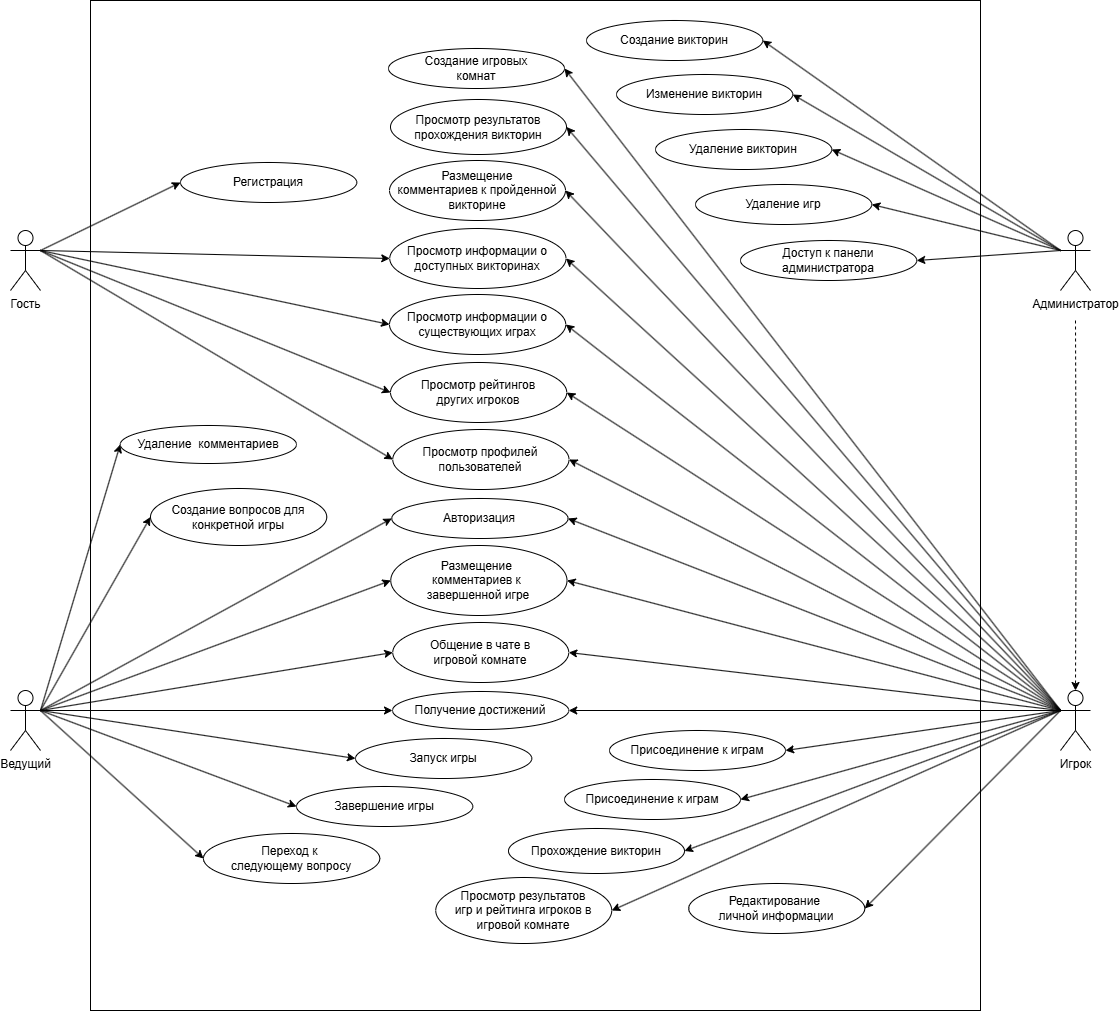 Создание викторин
Создание игровых
комнат
Изменение викторин
Просмотр результатов
прохождения викторин
Удаление викторин
Регистрация
Размещение
комментариев к пройденной
викторине
Удаление игр
Просмотр информации о
доступных викторинах
Доступ к панели
администратора
Гость
Администратор
Просмотр информации о
существующих играх
Просмотр рейтингов
других игроков
Удаление  комментариев
Просмотр профилей
пользователей
Создание вопросов для
конкретной игры
Авторизация
Размещение
комментариев к
завершенной игре
Общение в чате в
игровой комнате
Получение достижений
Ведущий
Игрок
Запуск игры
Присоединение к играм
Завершение игры
Присоединение к играм
Переход к
следующему вопросу
Прохождение викторин
Просмотр результатов
игр и рейтинга игроков в
игровой комнате
Редактирование
личной информации